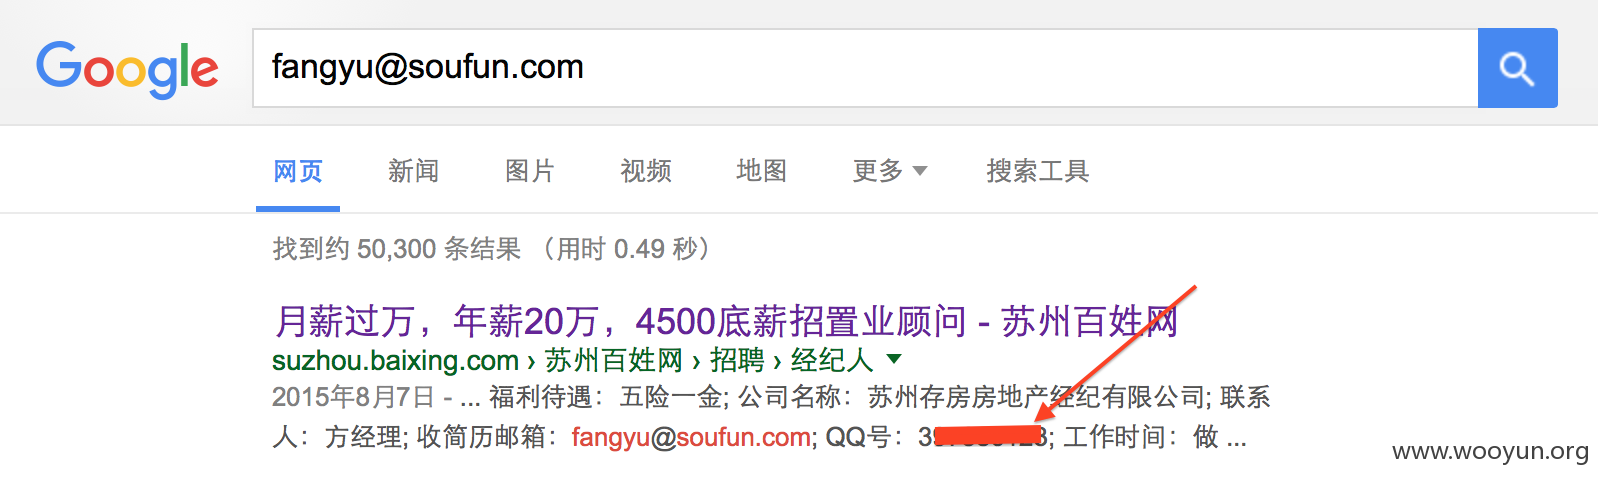 Google
fangyu@soufun.com
网页 新闻 图片 视频 地图 更多 搜索工具
找到约 50,300 条结果 （用时 0.49 秒）
月薪过万，年薪20万，4500底薪招置业顾问 - 苏州百姓网
suzhou.baixing.com › 苏州百姓网 › 招聘 › 经纪人
2015年8月7日 - ... 福利待遇：五险一金; 公司名称：苏州存房房地产经纪有限公司; 联系
人：方经理; 收简历邮箱：fangyu@soufun.com; QQ号：; 工作时间：做 ...
www.wooyun.org